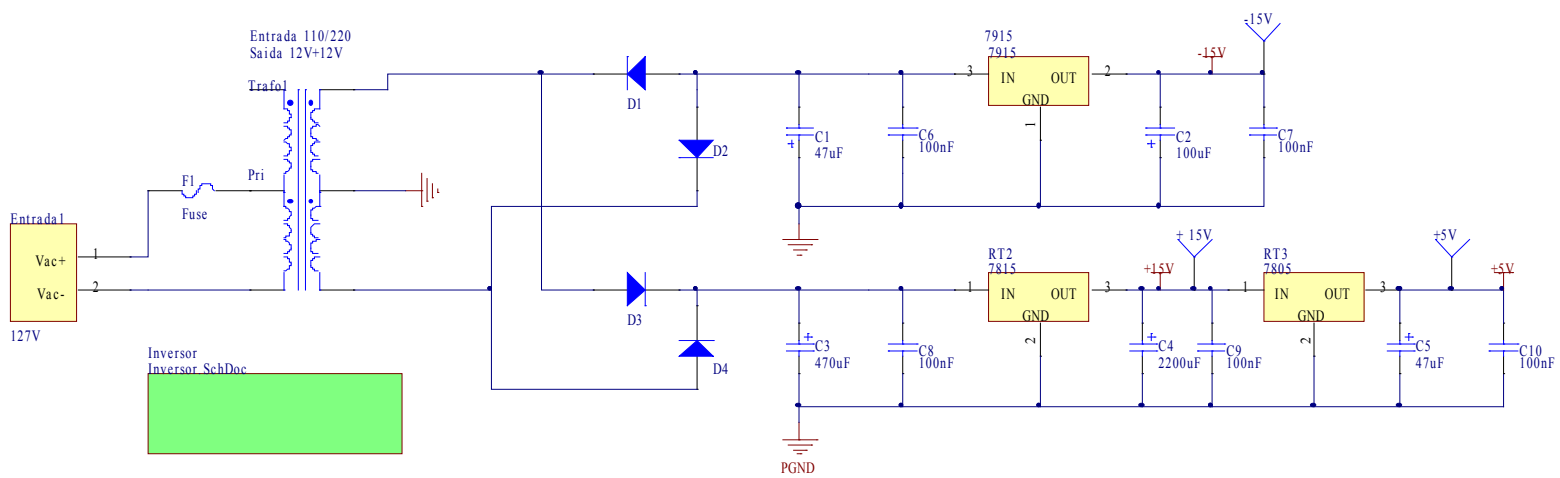 Entrada 110/220
Saida 12V+12V
Trafo1
Pri
F1
Fuse
Entrada1
Vac+
1
Vac-
2
127V
Inversor
Inversor.SchDoc
D1
D2
D3
D4
C1
47uF
+
C6
100nF
7915
7915
3
IN
OUT
2
GND
1
-15V
-15V
C2
100uF
+
C7
100nF
C3
470uF
+
C8
100nF
RT2
7815
1
IN
OUT
3
GND
2
+15V
+ 15V
C4
2200uF
+
C9
100nF
RT3
7805
1
IN
OUT
3
GND
2
+5V
+5V
C5
47uF
+
C10
100nF
PGND